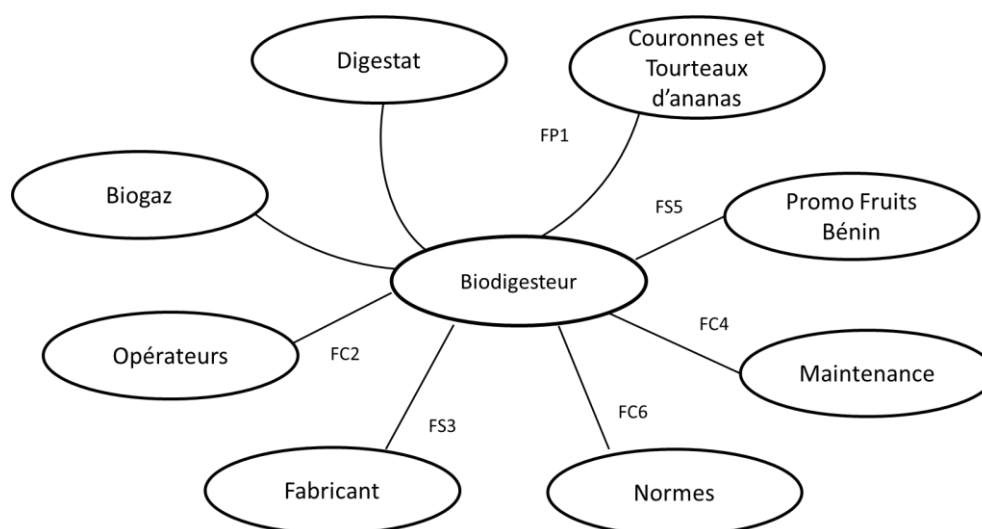 Digestat
Couronnes et
Tourteaux
d'ananas
FP1
Biogaz
FS5
Promo Fruits
Bénin
Biodigesteur
Opérateurs
FC2
FC4
Maintenance
FS3
FC6
Fabricant
Normes